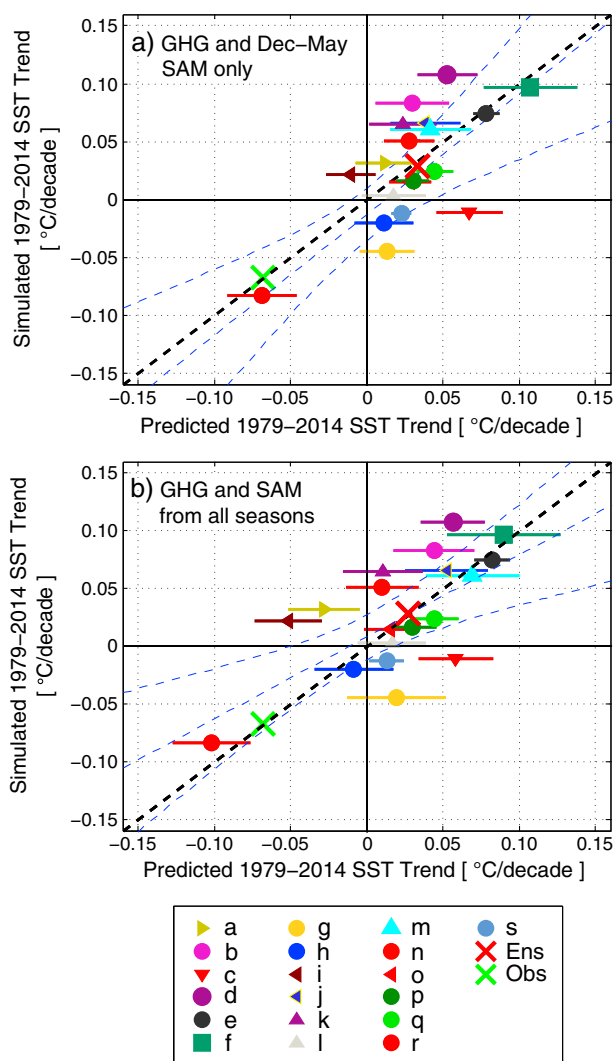 a) GHG and Dec−May
SAM only
Simulated 1979−2014 SST Trend
[ °C/decade ]
0.15
0.10
0.05
0
−0.05
−0.10
−0.15
−0.15
−0.10
−0.05
0
0.05
0.10
0.15
Predicted 1979−2014 SST Trend [ °C/decade ]
b) GHG and SAM
from all seasons
Simulated 1979−2014 SST Trend
[ °C/decade ]
0.15
0.10
0.05
0
−0.05
−0.10
−0.15
−0.15
−0.10
−0.05
0
0.05
0.10
0.15
Predicted 1979−2014 SST Trend [ °C/decade ]
a
b
c
d
e
f
g
h
i
j
k
l
m
n
o
p
q
r
s
Ens
Obs